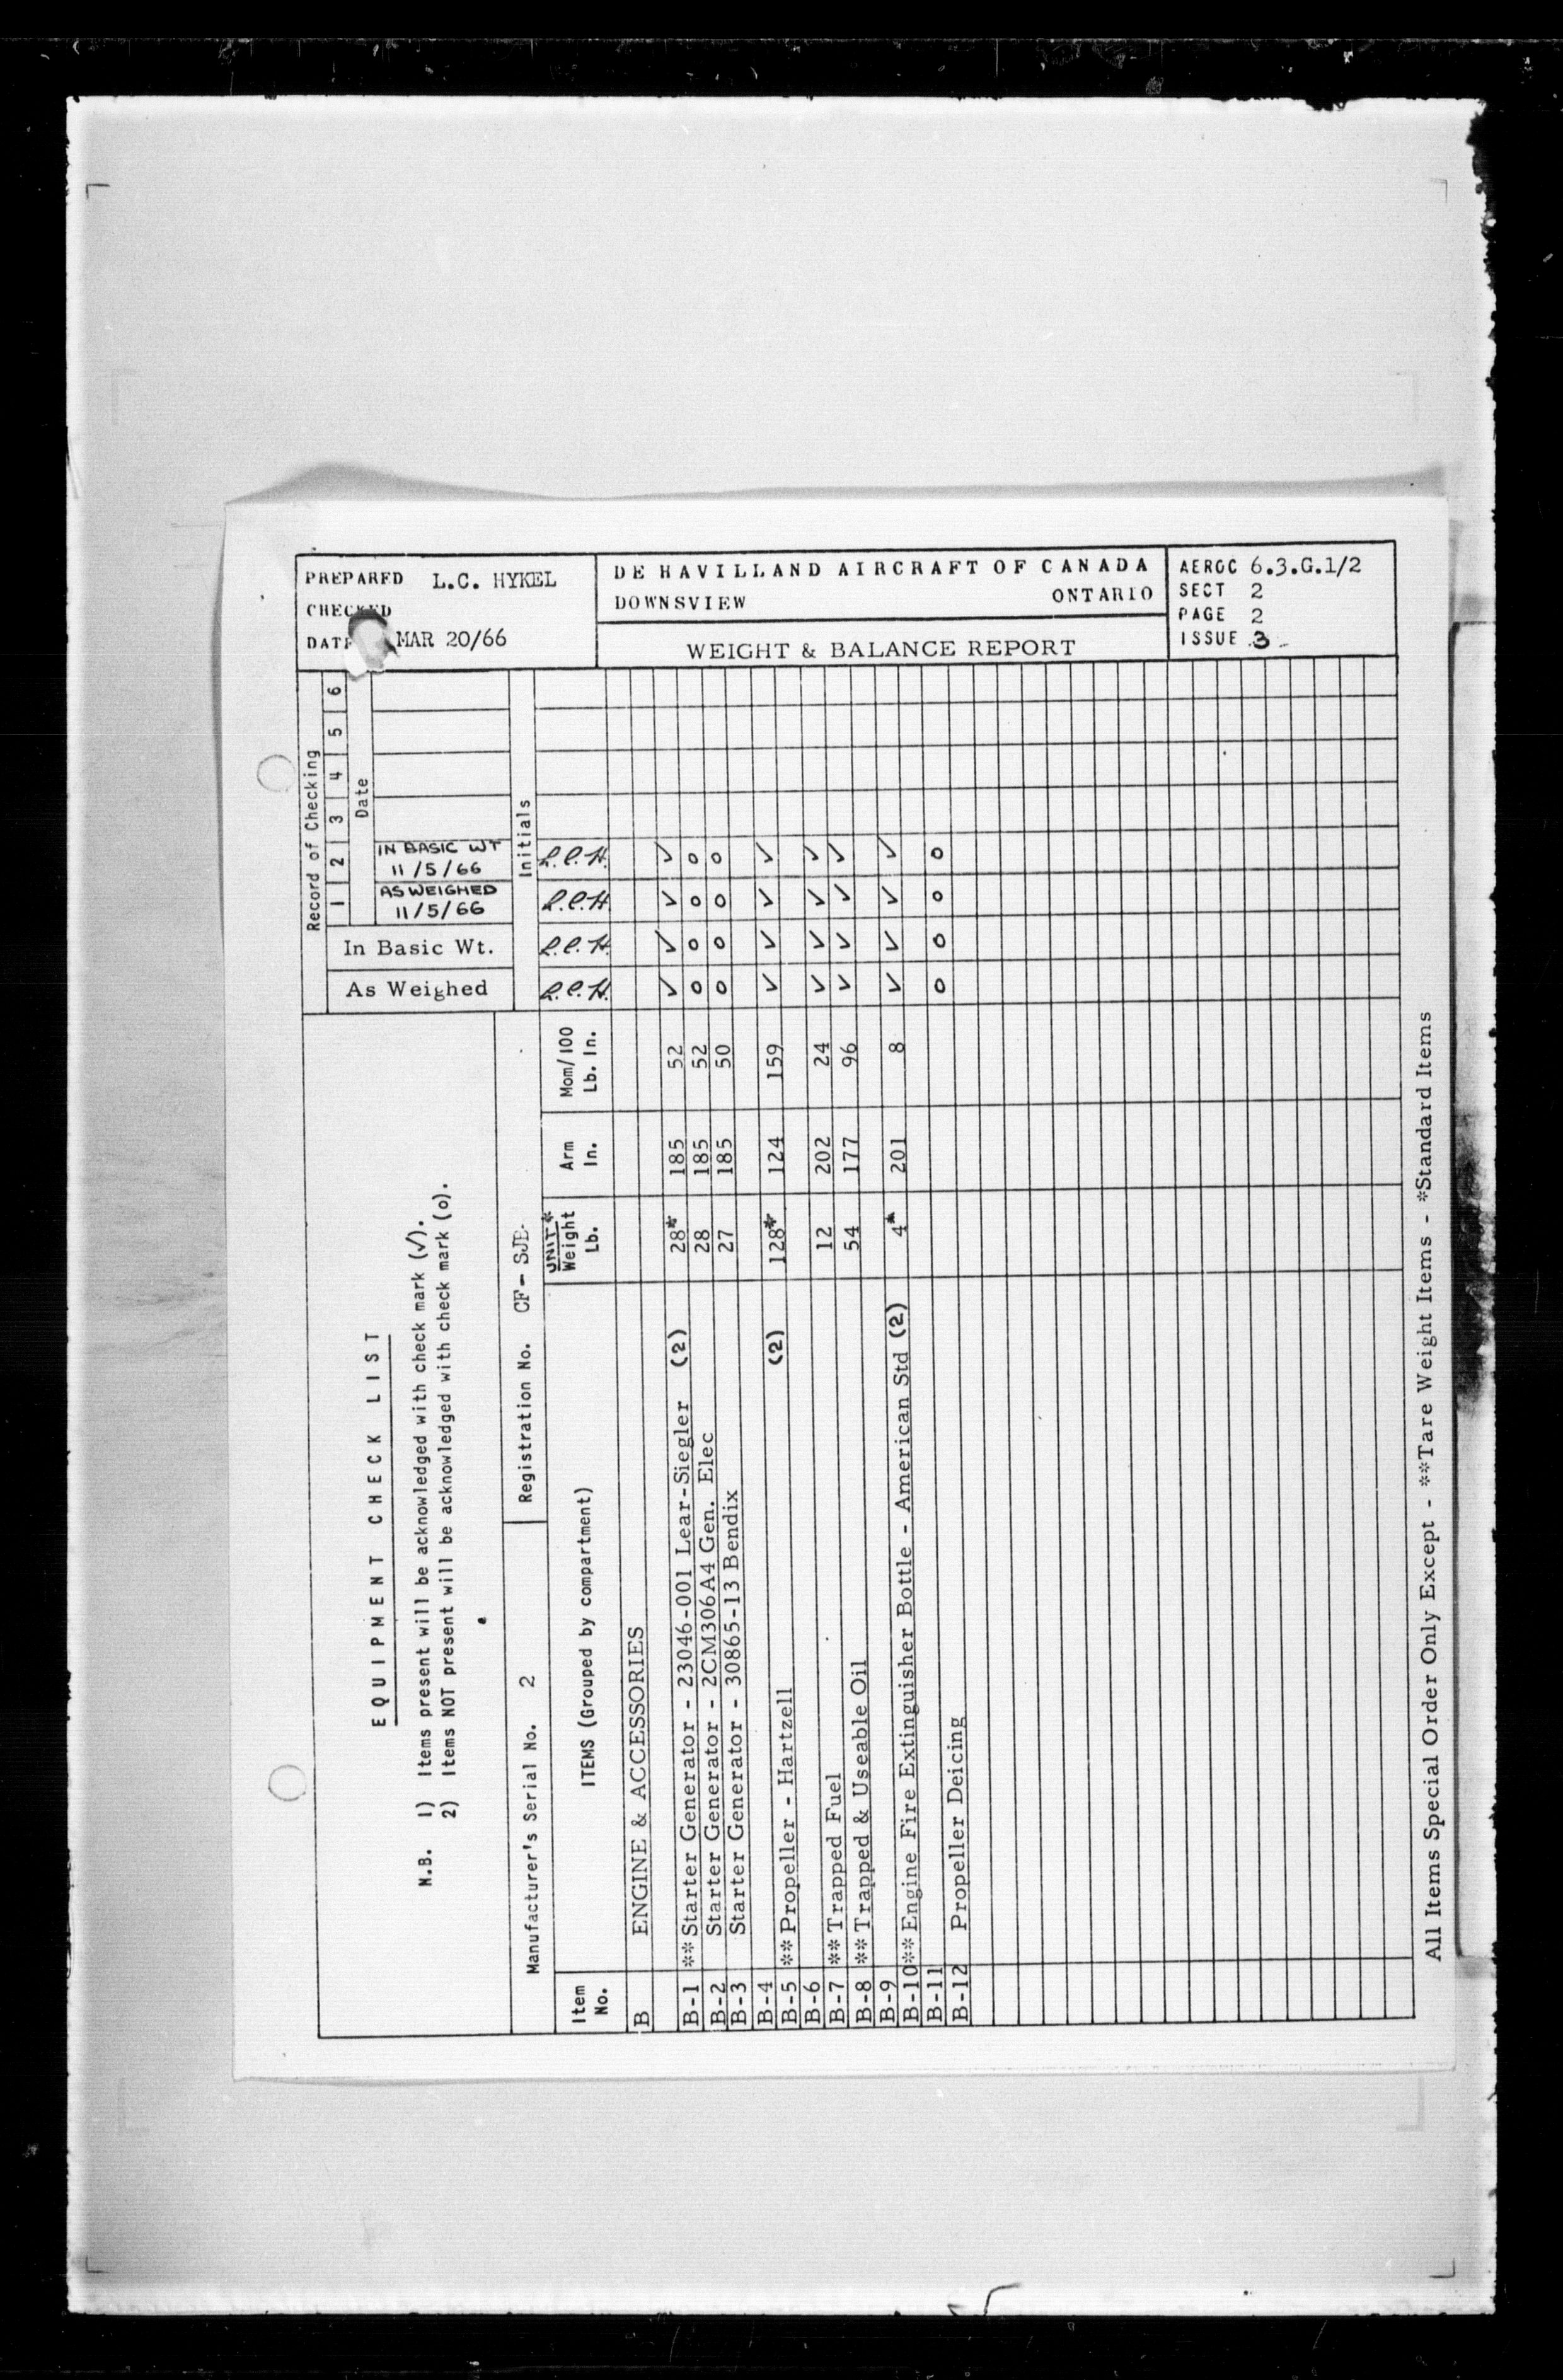 PREPARED L.C. HYKEL
CHECKED
DATE MAR 20/66
DE HAVILLAND AIRCRAFT OF CANADA
DOWNSVIEW ONTARIO
WEIGHT & BALANCE REPORT
AEROC 6.3.G.1/2
SECT 2
PAGE 2
ISSUE 3
EQUIPMENT CHECK LIST
N.B. 1) Items present will be acknowledged with check mark (✓).
2) Items NOT present will be acknowledged with check mark (o).
Record of Checking
As Weighed
In Basic Wt.
1 2 3 4 5 6
Date
AS WEIGHED 11/5/66
IN BASIC WT 11/5/66
Manufacturer's Serial No. 2 Registration No. CF-SJB-
Initials
Item No. ITEMS (Grouped by compartment) UNIT* Weight Lb. Arm In. Mom/100 Lb. In. L.C.H. L.C.H. L.C.H. L.C.H.
B ENGINE & ACCESSORIES
B-1 ** Starter Generator - 23046-001 Lear-Siegler (2) 28* 185 52 ✓ ✓ ✓ ✓
B-2 Starter Generator - 2CM306A4 Gen. Elec 28 185 52 o o o o
B-3 Starter Generator - 30865-13 Bendix 27 185 50 o o o o
B-4
B-5 ** Propeller - Hartzell (2) 128* 124 159 ✓ ✓ ✓ ✓
B-6
B-7 ** Trapped Fuel 12 202 24 ✓ ✓ ✓ ✓
B-8 ** Trapped & Useable Oil 54 177 96 ✓ ✓ ✓ ✓
B-9
B-10 ** Engine Fire Extinguisher Bottle - American Std (2) 4* 201 8 ✓ ✓ ✓ ✓
B-11
B-12 Propeller Deicing o o o o
All Items Special Order Only Except - **Tare Weight Items - *Standard Items